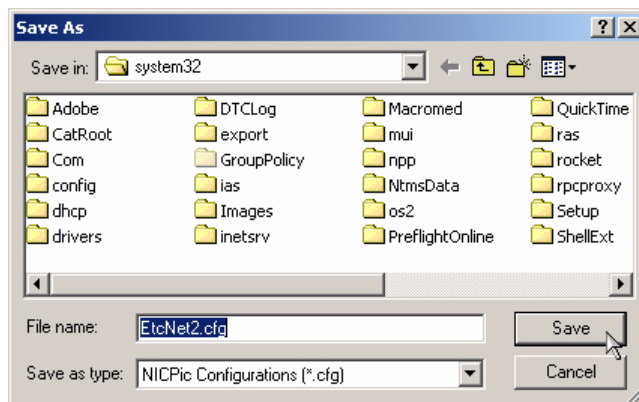 Save As
Save in: system32
Adobe DTCLog Macromed QuickTime
CatRoot export mui ras
Com GroupPolicy npp rocket
config ias NtmsData rpcproxy
dhcp Images os2 Setup
drivers inetsrv PreflightOnline ShellExt
File name: EtcNet2.cfg Save
Save as type: NICPic Configurations (*.cfg) Cancel